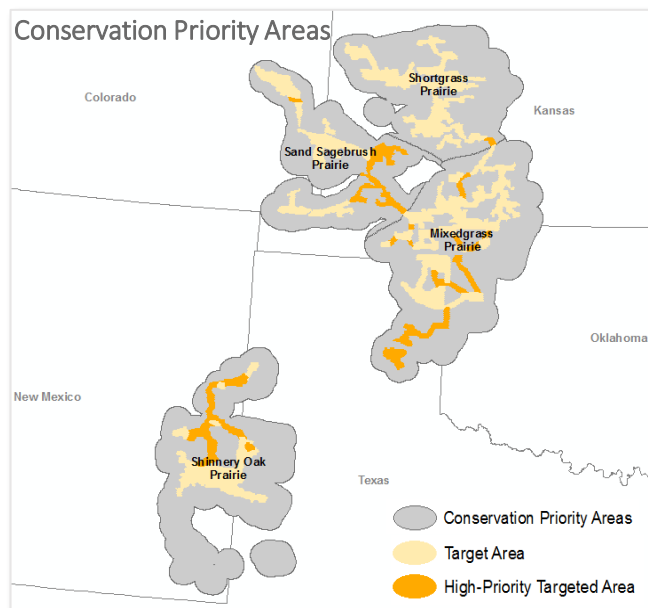 Conservation Priority Areas
Shortgrass
Prairie
Colorado
Kansas
Sand Sagebrush
Prairie
Mixedgrass
Prairie
Oklahoma
New Mexico
Shinnery Oak
Prairie
Texas
Conservation Priority Areas
Target Area
High-Priority Targeted Area